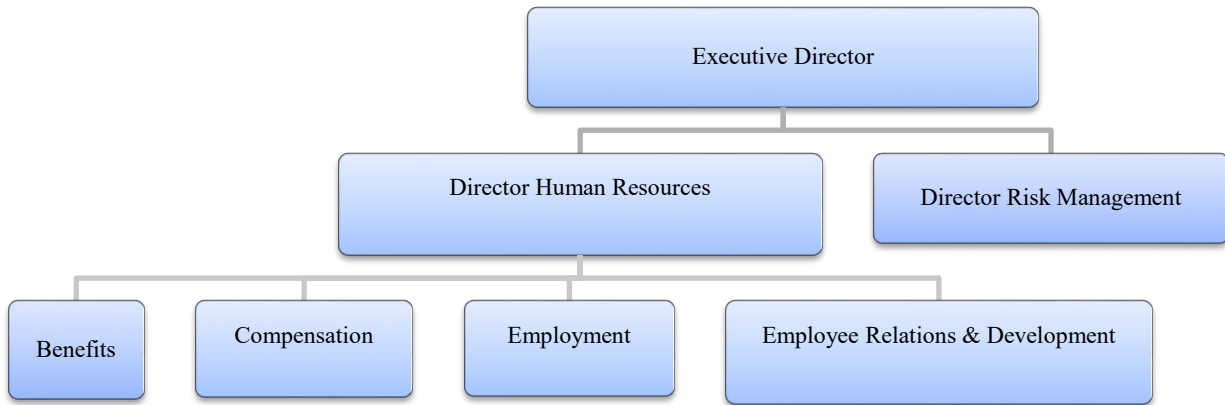 Executive Director
Director Human Resources
Director Risk Management
Benefits
Compensation
Employment
Employee Relations & Development